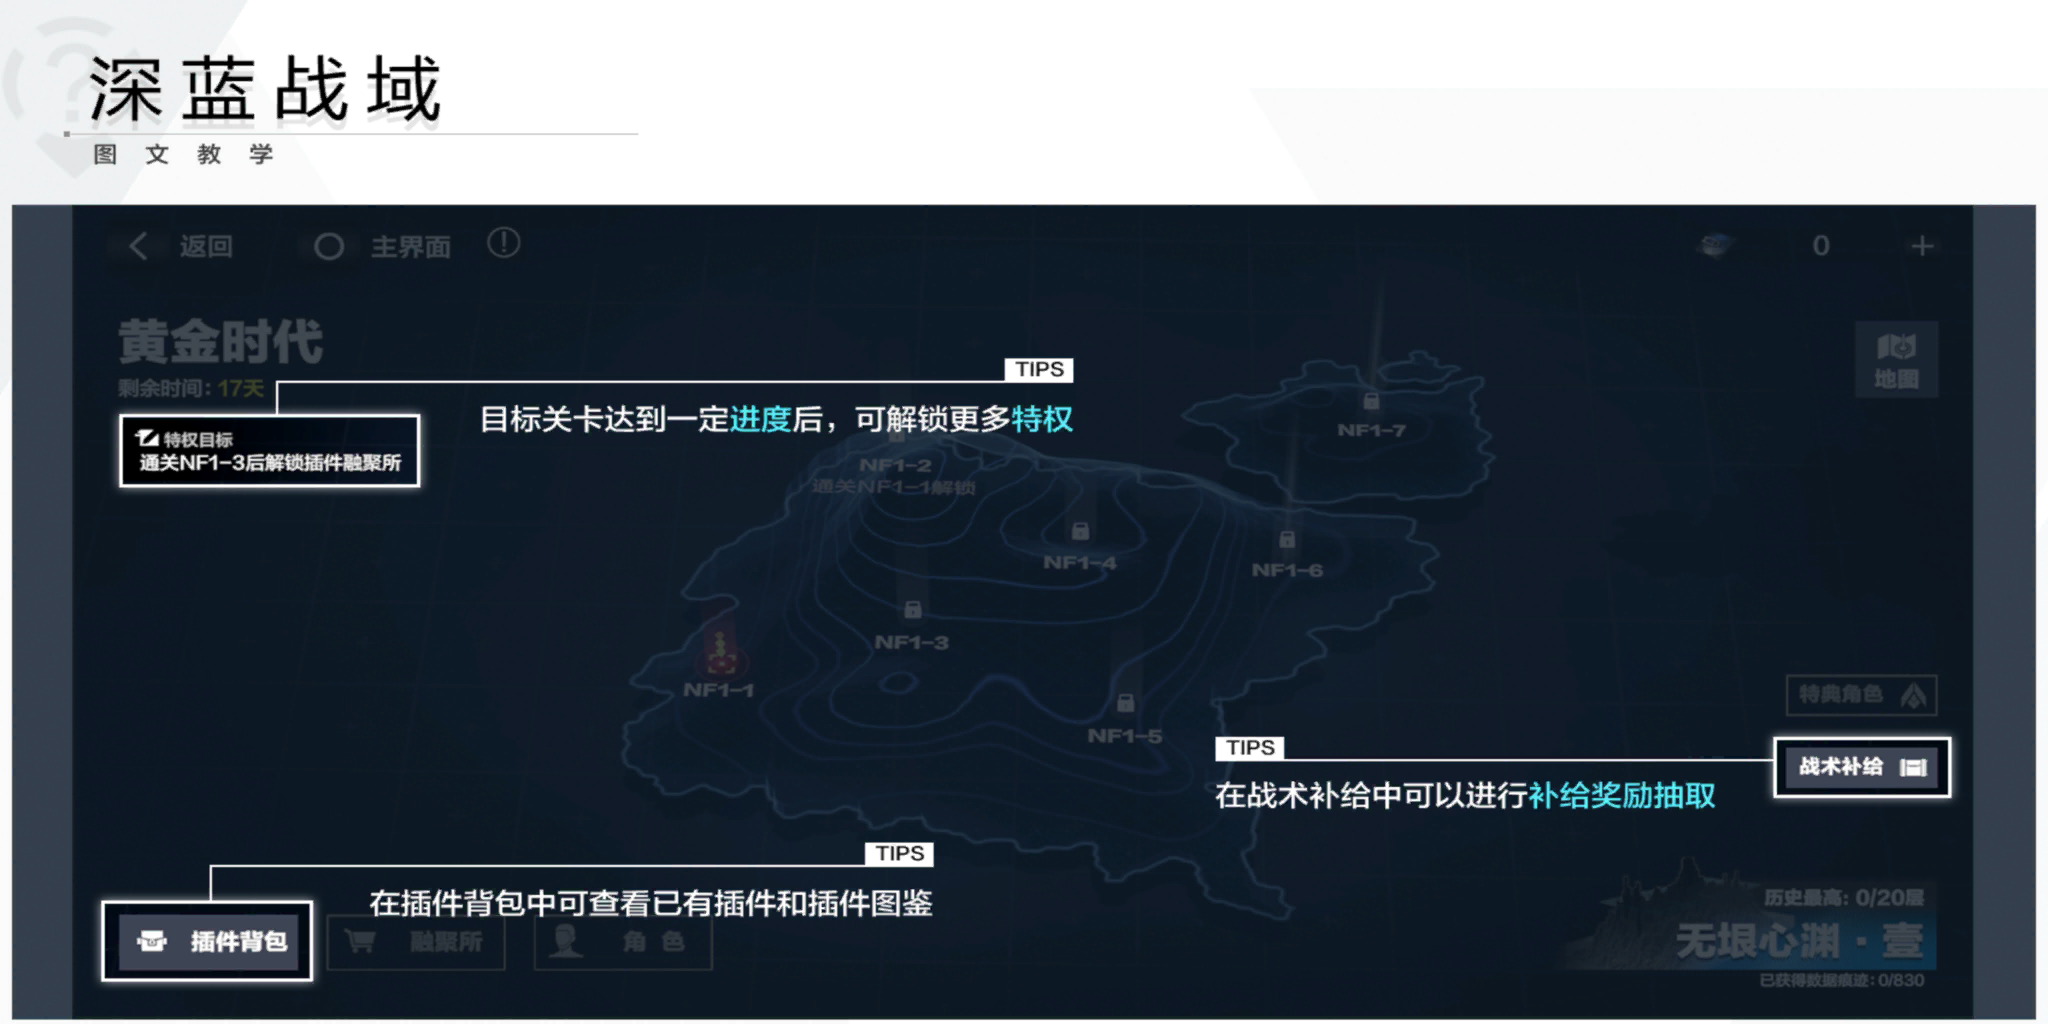 深蓝战域
图文教学
返回
主界面
0
黄金时代
剩余时间：17天
地图
TIPS
目标关卡达到一定进度后，可解锁更多特权
特权目标
通关NF1-3后解锁插件融聚所
NF1-7
NF1-2
通关NF1-1解锁
NF1-4
NF1-6
NF1-3
NF1-1
NF1-5
特典角色
TIPS
战术补给
在战术补给中可以进行补给奖励抽取
TIPS
在插件背包中可查看已有插件和插件图鉴
插件背包
融聚所
角色
历史最高：0/20层
无垠心渊·壹
已获得数据痕迹：0/830